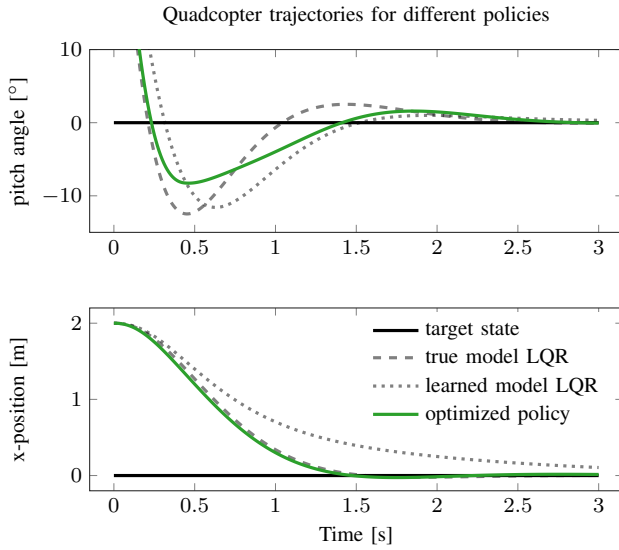 Quadcopter trajectories for different policies
pitch angle [°]
10
0
−10
0
0.5
1
1.5
2
2.5
3
x-position [m]
2
1
0
target state
true model LQR
learned model LQR
optimized policy
0
0.5
1
1.5
2
2.5
3
Time [s]